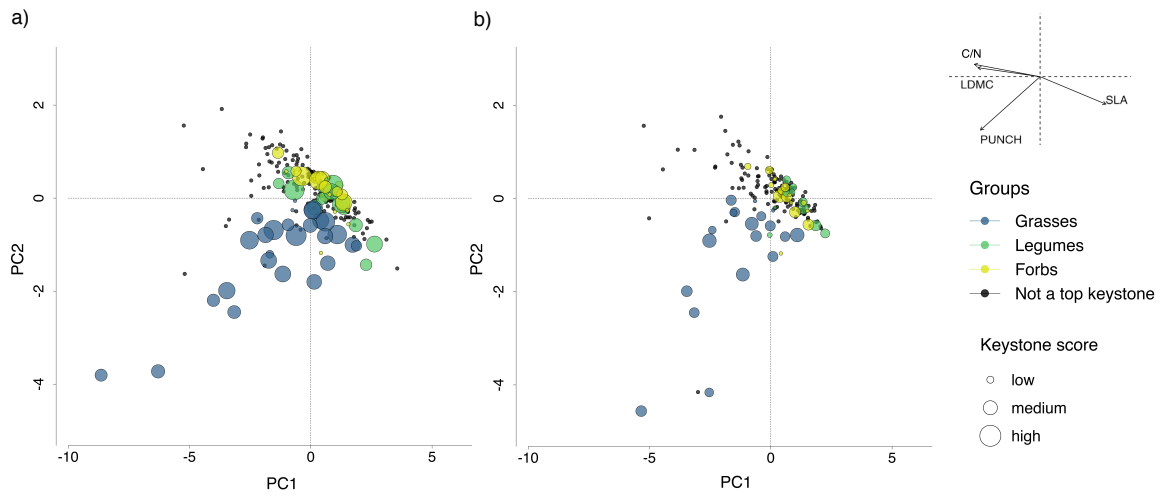 a)
b)
2
0
-2
-4
PC2
-10
-5
0
5
PC1
2
0
-2
-4
PC2
-10
-5
0
5
PC1
C/N
LDMC
SLA
PUNCH
Groups
Grasses
Legumes
Forbs
Not a top keystone
Keystone score
low
medium
high